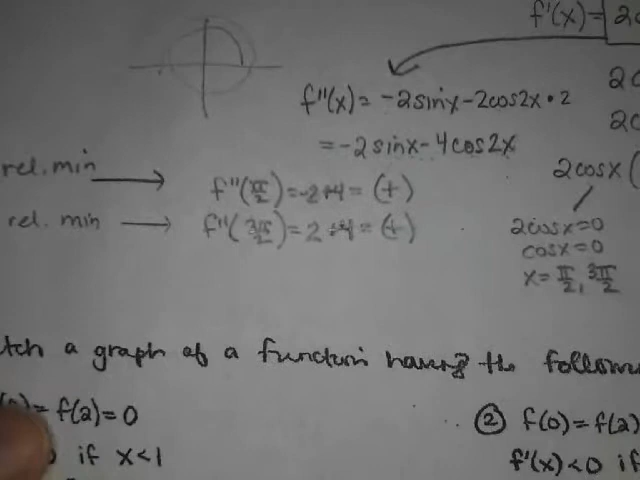 f'(x) = 2c
f''(x) = -2sinx - 2cos2x • 2
2c
= -2sinx - 4cos2x
2c
rel. min → f''(π/2) = -2+4 = (+)
2cosx (
rel. min → f''(3π/2) = 2+4 = (+)
2cosx = 0
cosx = 0
x = π/2, 3π/2
tch a graph of a function having the follow
= f(2) = 0
② f(0) = f(2)
if x < 1
f'(x) < 0 if